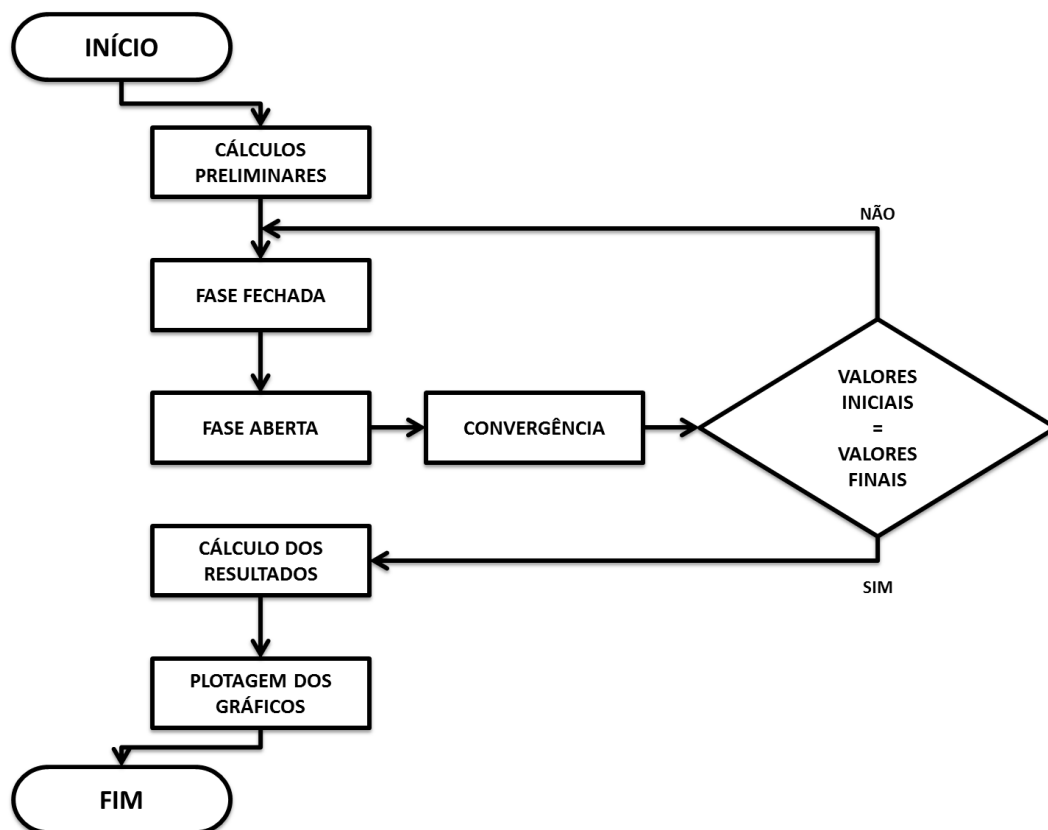 INÍCIO
CÁLCULOS
PRELIMINARES
NÃO
FASE FECHADA
FASE ABERTA
CONVERGÊNCIA
VALORES
INICIAIS
=
VALORES
FINAIS
SIM
CÁLCULO DOS
RESULTADOS
PLOTAGEM DOS
GRÁFICOS
FIM